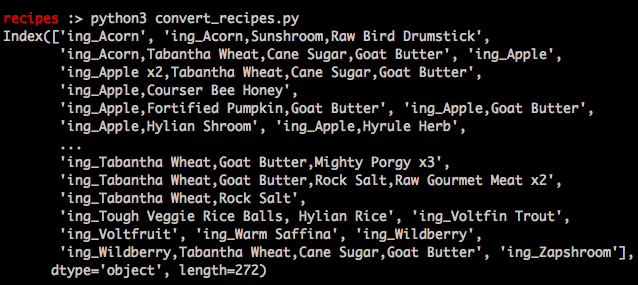 recipes :> python3 convert_recipes.py
Index(['ing_Acorn', 'ing_Acorn,Sunshroom,Raw Bird Drumstick',
'ing_Acorn,Tabantha Wheat,Cane Sugar,Goat Butter', 'ing_Apple',
'ing_Apple x2,Tabantha Wheat,Cane Sugar,Goat Butter',
'ing_Apple,Courser Bee Honey',
'ing_Apple,Fortified Pumpkin,Goat Butter', 'ing_Apple,Goat Butter',
'ing_Apple,Hylian Shroom', 'ing_Apple,Hyrule Herb',
...
'ing_Tabantha Wheat,Goat Butter,Mighty Porgy x3',
'ing_Tabantha Wheat,Goat Butter,Rock Salt,Raw Gourmet Meat x2',
'ing_Tabantha Wheat,Rock Salt',
'ing_Tough Veggie Rice Balls, Hylian Rice', 'ing_Voltfin Trout',
'ing_Voltfruit', 'ing_Warm Saffina', 'ing_Wildberry',
'ing_Wildberry,Tabantha Wheat,Cane Sugar,Goat Butter', 'ing_Zapshroom'],
dtype='object', length=272)